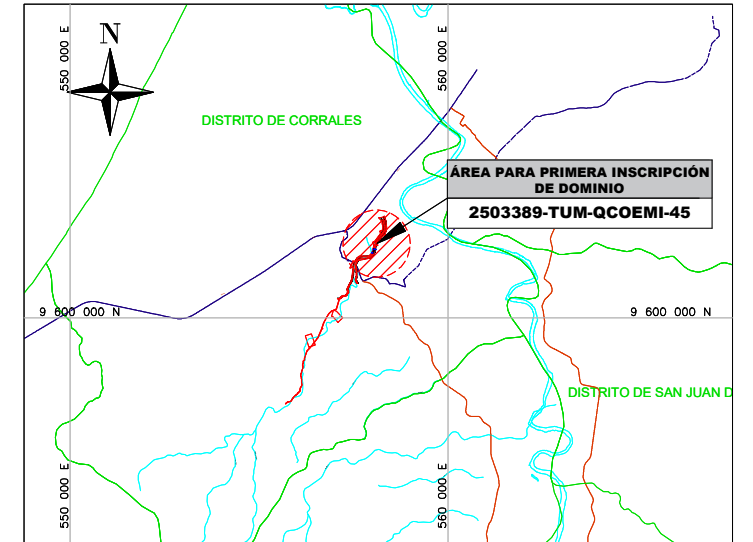 N
550 000 E
560 000 E
DISTRITO DE CORRALES
ÁREA PARA PRIMERA INSCRIPCIÓN
DE DOMINIO
2503389-TUM-QCOEMI-45
9 600 000 N
9 600 000 N
DISTRITO DE SAN JUAN D
550 000 E
560 000 E